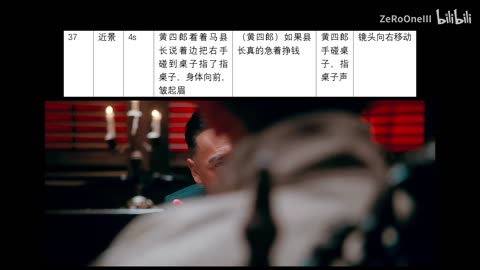 ZeRoOneIII bilibili
37 近景 4s 黄四郎看着马县 （黄四郎）如果县 黄四郎 镜头向右移动
长说着边把右手 长真的急着挣钱 手碰桌
碰到桌子指了指 子．指
桌子．身体向前． 桌子声
皱起眉